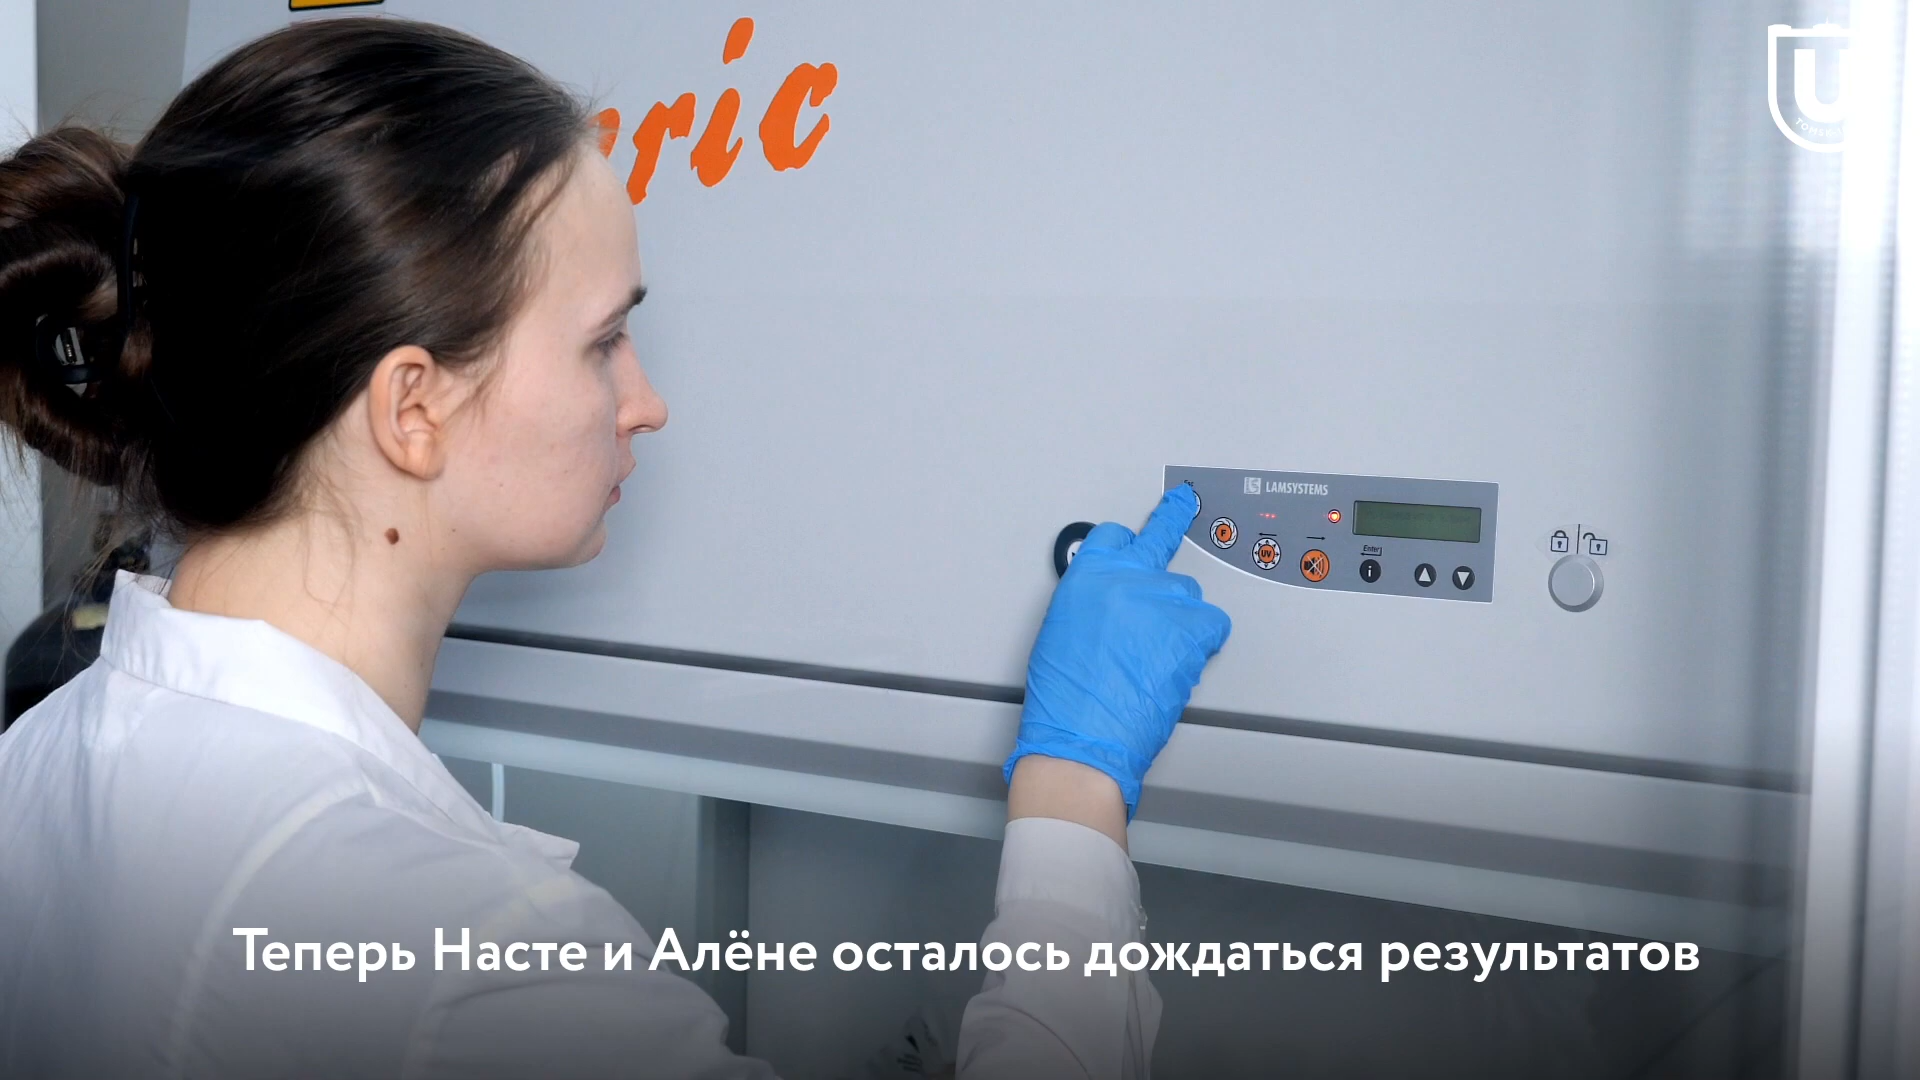 ric
LAMSYSTEMS
F
UV
Enter
i
Теперь Насте и Алёне осталось дождаться результатов